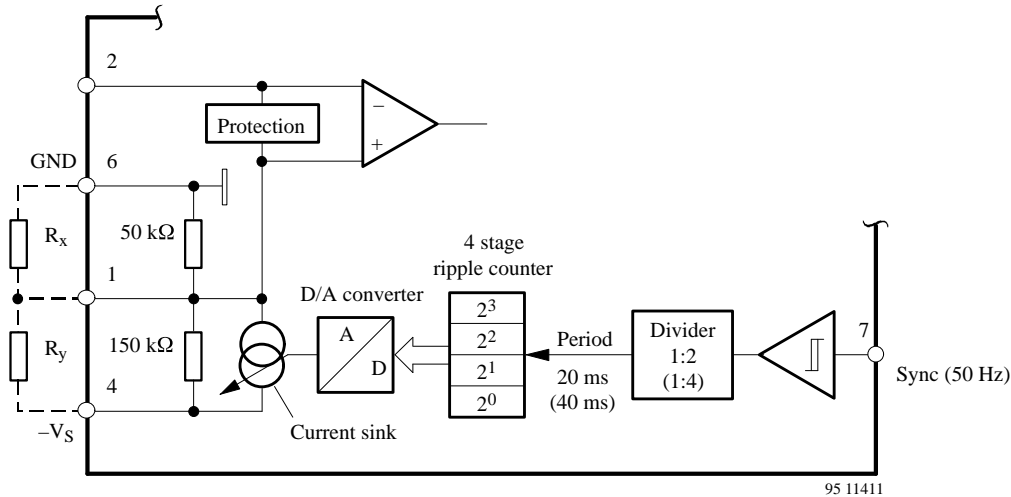 2
Protection
−
+
GND
6
Rx
50 kΩ
1
Ry
150 kΩ
4
–VS
Current sink
D/A converter
A
D
4 stage
ripple counter
2³
2²
2¹
2⁰
Period
20 ms
(40 ms)
Divider
1:2
(1:4)
7
Sync (50 Hz)
95 11411